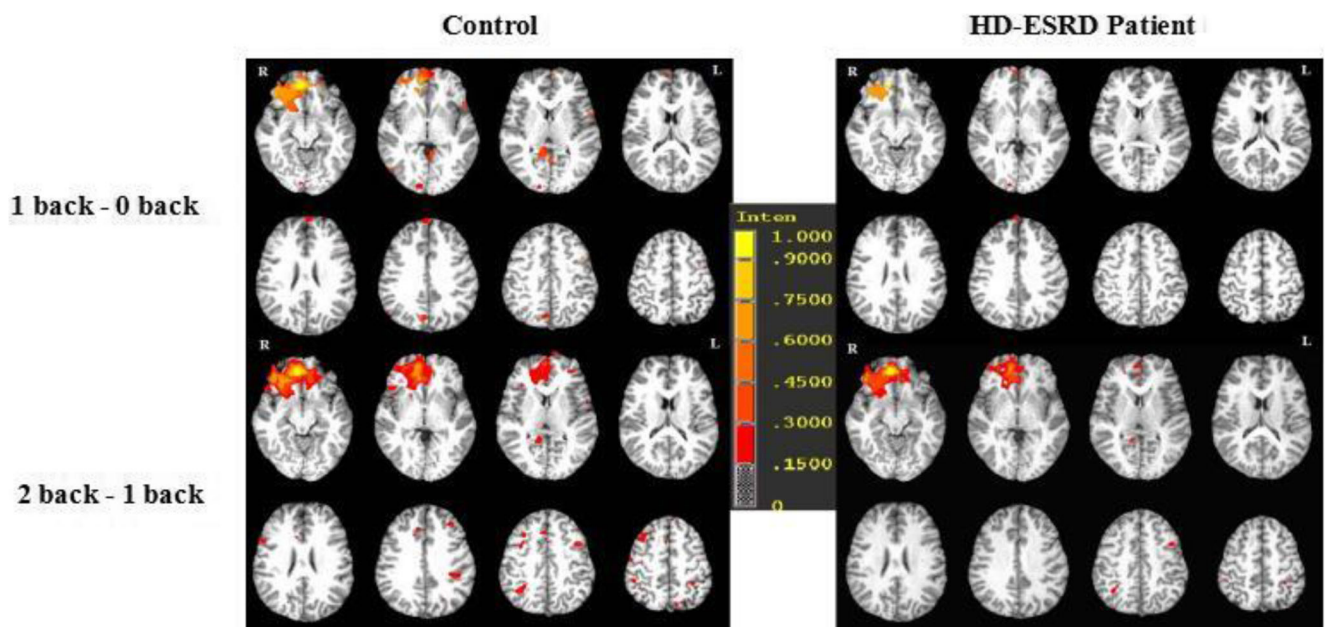 Control
HD-ESRD Patient
R
L
R
L
1 back - 0 back
Inten
1.000
.9000
.7500
.6000
.4500
.3000
.1500
0
R
L
R
L
2 back - 1 back